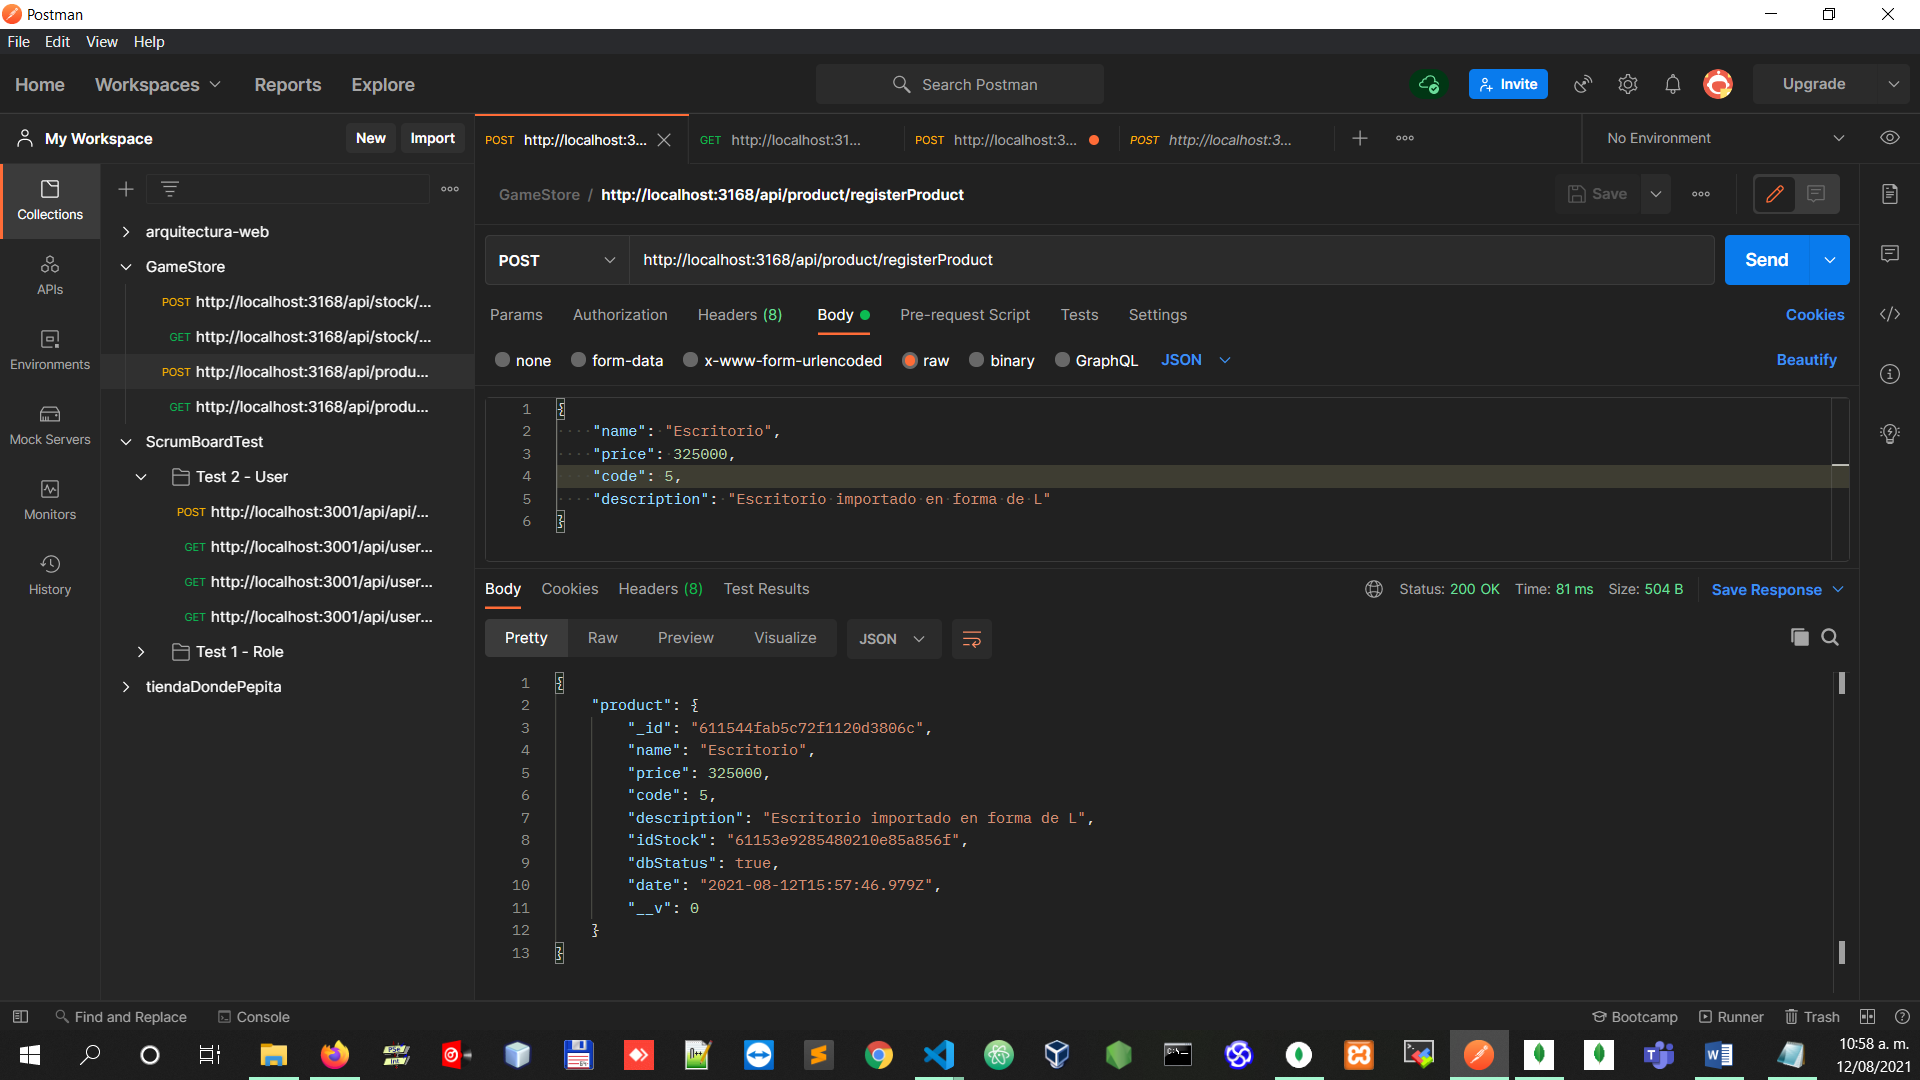 Postman
File Edit View Help
Home Workspaces Reports Explore Search Postman Invite Upgrade
My Workspace New Import POST http://localhost:3... GET http://localhost:31... POST http://localhost:3... POST http://localhost:3... No Environment
GameStore / http://localhost:3168/api/product/registerProduct Save
Collections
APIs
Environments
Mock Servers
Monitors
History
arquitectura-web
GameStore
POST http://localhost:3168/api/stock/...
GET http://localhost:3168/api/stock/...
POST http://localhost:3168/api/produ...
GET http://localhost:3168/api/produ...
ScrumBoardTest
Test 2 - User
POST http://localhost:3001/api/api/...
GET http://localhost:3001/api/user...
GET http://localhost:3001/api/user...
GET http://localhost:3001/api/user...
Test 1 - Role
tiendaDondePepita
POST http://localhost:3168/api/product/registerProduct Send
Params Authorization Headers (8) Body Pre-request Script Tests Settings Cookies
none form-data x-www-form-urlencoded raw binary GraphQL JSON Beautify
1 {
2 "name": "Escritorio",
3 "price": 325000,
4 "code": 5,
5 "description": "Escritorio importado en forma de L"
6 }
Body Cookies Headers (8) Test Results Status: 200 OK Time: 81 ms Size: 504 B Save Response
Pretty Raw Preview Visualize JSON
1 {
2 "product": {
3 "_id": "611544fab5c72f1120d3806c",
4 "name": "Escritorio",
5 "price": 325000,
6 "code": 5,
7 "description": "Escritorio importado en forma de L",
8 "idStock": "61153e9285480210e85a856f",
9 "dbStatus": true,
10 "date": "2021-08-12T15:57:46.979Z",
11 "__v": 0
12 }
13 }
Find and Replace Console Bootcamp Runner Trash
10:58 a. m.
12/08/2021